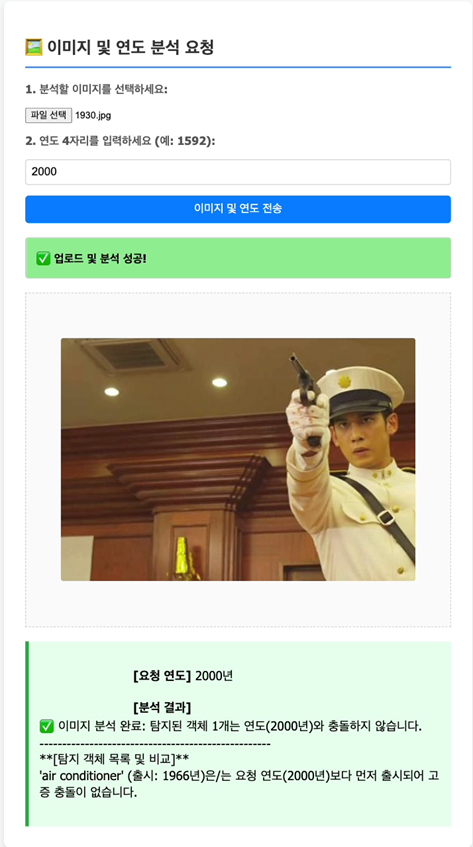 🖼️ 이미지 및 연도 분석 요청
1. 분석할 이미지를 선택하세요:
파일 선택 1930.jpg
2. 연도 4자리를 입력하세요 (예: 1592):
2000
이미지 및 연도 전송
✅ 업로드 및 분석 성공!
[요청 연도] 2000년
[분석 결과]
✅ 이미지 분석 완료: 탐지된 객체 1개는 연도(2000년)와 충돌하지 않습니다.
--------------------------------------------------
**[탐지 객체 목록 및 비교]**
'air conditioner' (출시: 1966년)은/는 요청 연도(2000년)보다 먼저 출시되어 고
증 충돌이 없습니다.